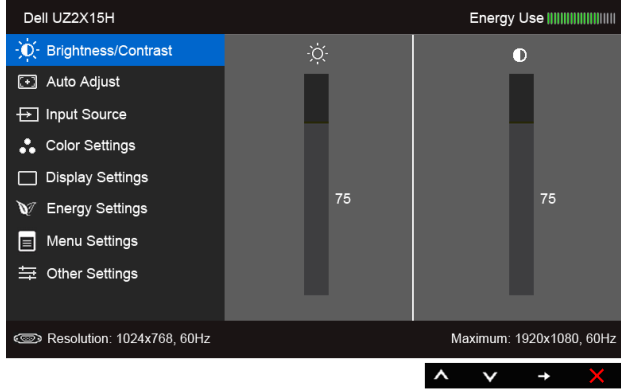 Dell UZ2X15H
Energy Use
Brightness/Contrast
Auto Adjust
Input Source
Color Settings
Display Settings
Energy Settings
Menu Settings
Other Settings
75
75
Resolution: 1024x768, 60Hz
Maximum: 1920x1080, 60Hz